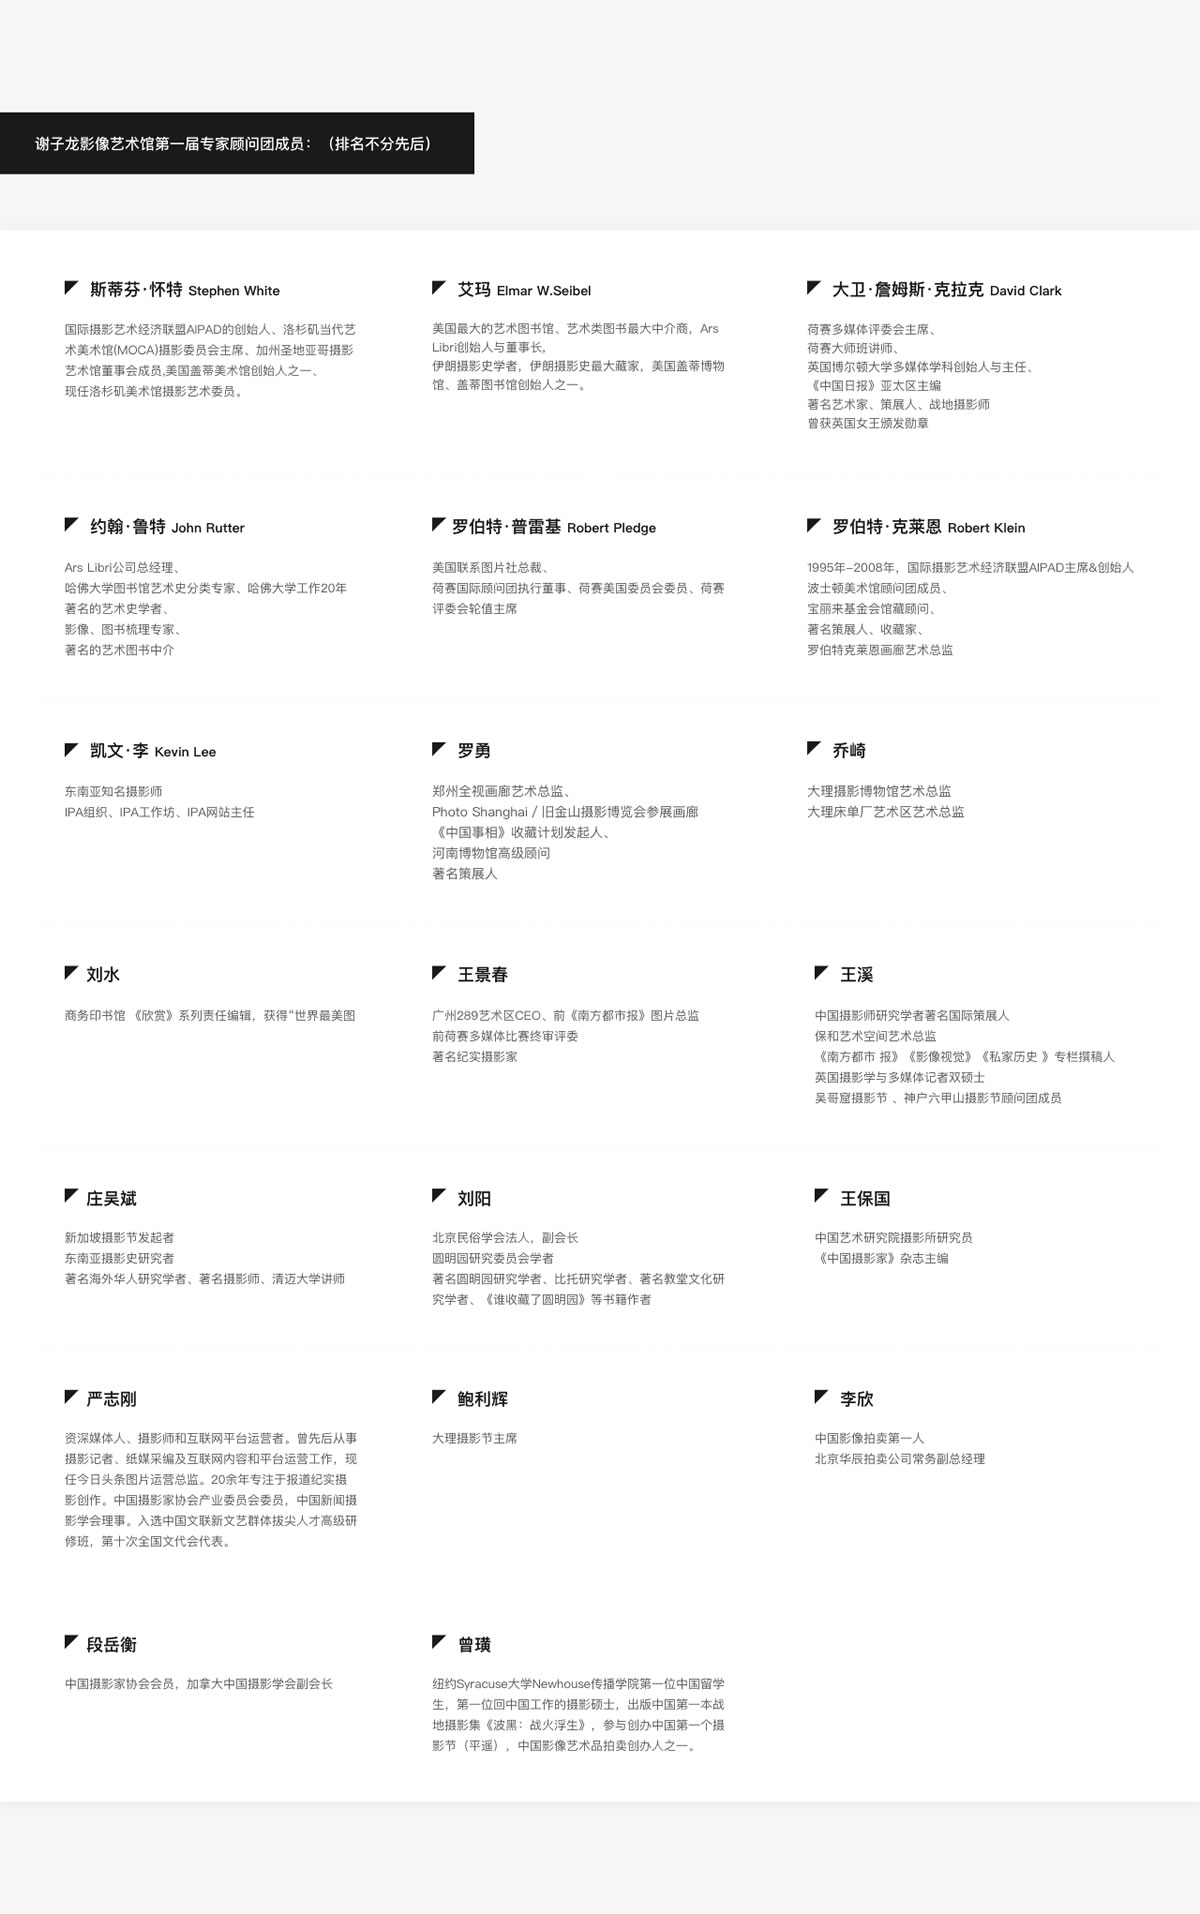 谢子龙影像艺术馆第一届专家顾问团成员：（排名不分先后）
斯蒂芬·怀特 Stephen White
国际摄影艺术经济联盟AIPAD的创始人、洛杉矶当代艺
术美术馆(MOCA)摄影委员会主席、加州圣地亚哥摄影
艺术馆董事会成员,美国盖蒂美术馆创始人之一、
现任洛杉矶美术馆摄影艺术委员。
艾玛 Elmar W.Seibel
美国最大的艺术图书馆、艺术类图书最大中介商，Ars
Libri创始人与董事长，
伊朗摄影史学者，伊朗摄影史最大藏家，美国盖蒂博物
馆、盖蒂图书馆创始人之一。
大卫·詹姆斯·克拉克 David Clark
荷赛多媒体评委会主席、
荷赛大师班讲师、
英国博尔顿大学多媒体学科创始人与主任、
《中国日报》亚太区主编
著名艺术家、策展人、战地摄影师
曾获英国女王颁发勋章
约翰·鲁特 John Rutter
Ars Libri公司总经理、
哈佛大学图书馆艺术史分类专家、哈佛大学工作20年
著名的艺术史学者、
影像、图书梳理专家、
著名的艺术图书中介
罗伯特·普雷基 Robert Pledge
美国联系图片社总裁、
荷赛国际顾问团执行董事、荷赛美国委员会委员、荷赛
评委会轮值主席
罗伯特·克莱恩 Robert Klein
1995年-2008年，国际摄影艺术经济联盟AIPAD主席&创始人
波士顿美术馆顾问团成员、
宝丽来基金会馆藏顾问、
著名策展人、收藏家、
罗伯特克莱恩画廊艺术总监
凯文·李 Kevin Lee
东南亚知名摄影师
IPA组织、IPA工作坊、IPA网站主任
罗勇
郑州全视画廊艺术总监、
Photo Shanghai / 旧金山摄影博览会参展画廊
《中国事相》收藏计划发起人、
河南博物馆高级顾问
著名策展人
乔崎
大理摄影博物馆艺术总监
大理床单厂艺术区艺术总监
刘水
商务印书馆 《欣赏》系列责任编辑，获得“世界最美图
王景春
广州289艺术区CEO、前《南方都市报》图片总监
前荷赛多媒体比赛终审评委
著名纪实摄影家
王溪
中国摄影师研究学者著名国际策展人
保和艺术空间艺术总监
《南方都市 报》《影像视觉》《私家历史 》专栏撰稿人
英国摄影学与多媒体记者双硕士
吴哥窟摄影节 、神户六甲山摄影节顾问团成员
庄吴斌
新加坡摄影节发起者
东南亚摄影史研究者
著名海外华人研究学者、著名摄影师、清迈大学讲师
刘阳
北京民俗学会法人，副会长
圆明园研究委员会学者
著名圆明园研究学者、比托研究学者、著名教堂文化研
究学者、《谁收藏了圆明园》等书籍作者
王保国
中国艺术研究院摄影所研究员
《中国摄影家》杂志主编
严志刚
资深媒体人、摄影师和互联网平台运营者。曾先后从事
摄影记者、纸媒采编及互联网内容和平台运营工作，现
任今日头条图片运营总监。20余年专注于报道纪实摄
影创作。中国摄影家协会产业委员会委员，中国新闻摄
影学会理事。入选中国文联新文艺群体拔尖人才高级研
修班，第十次全国文代会代表。
鲍利辉
大理摄影节主席
李欣
中国影像拍卖第一人
北京华辰拍卖公司常务副总经理
段岳衡
中国摄影家协会会员，加拿大中国摄影学会副会长
曾璜
纽约Syracuse大学Newhouse传播学院第一位中国留学
生，第一位回中国工作的摄影硕士，出版中国第一本战
地摄影集《波黑：战火浮生》，参与创办中国第一个摄
影节（平遥），中国影像艺术品拍卖创办人之一。